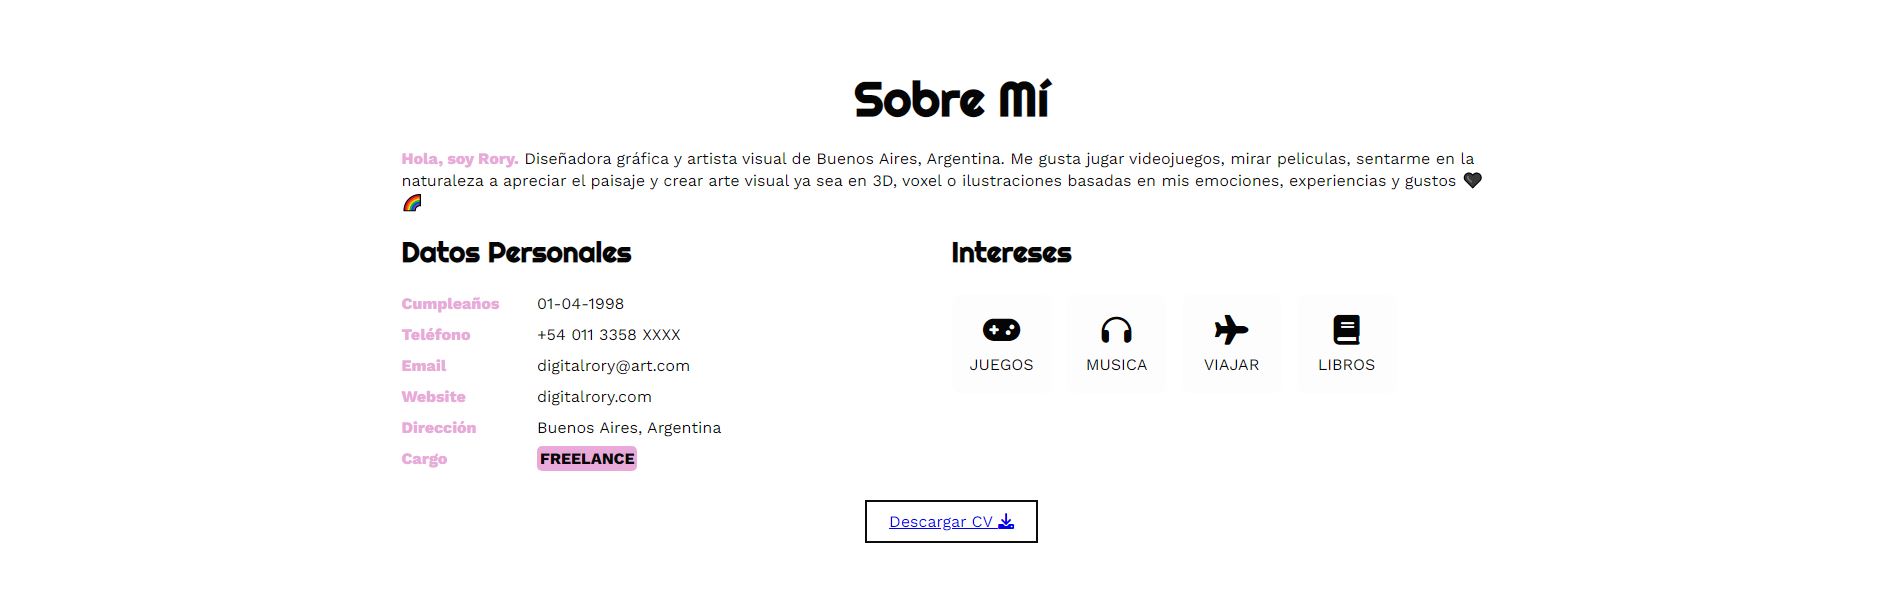 Sobre Mí
Hola, soy Rory. Diseñadora gráfica y artista visual de Buenos Aires, Argentina. Me gusta jugar videojuegos, mirar peliculas, sentarme en la
naturaleza a apreciar el paisaje y crear arte visual ya sea en 3D, voxel o ilustraciones basadas en mis emociones, experiencias y gustos 🖤
🌈
Datos Personales
Cumpleaños 01-04-1998
Teléfono +54 011 3358 XXXX
Email digitalrory@art.com
Website digitalrory.com
Dirección Buenos Aires, Argentina
Cargo FREELANCE
Intereses
JUEGOS MUSICA VIAJAR LIBROS
Descargar CV